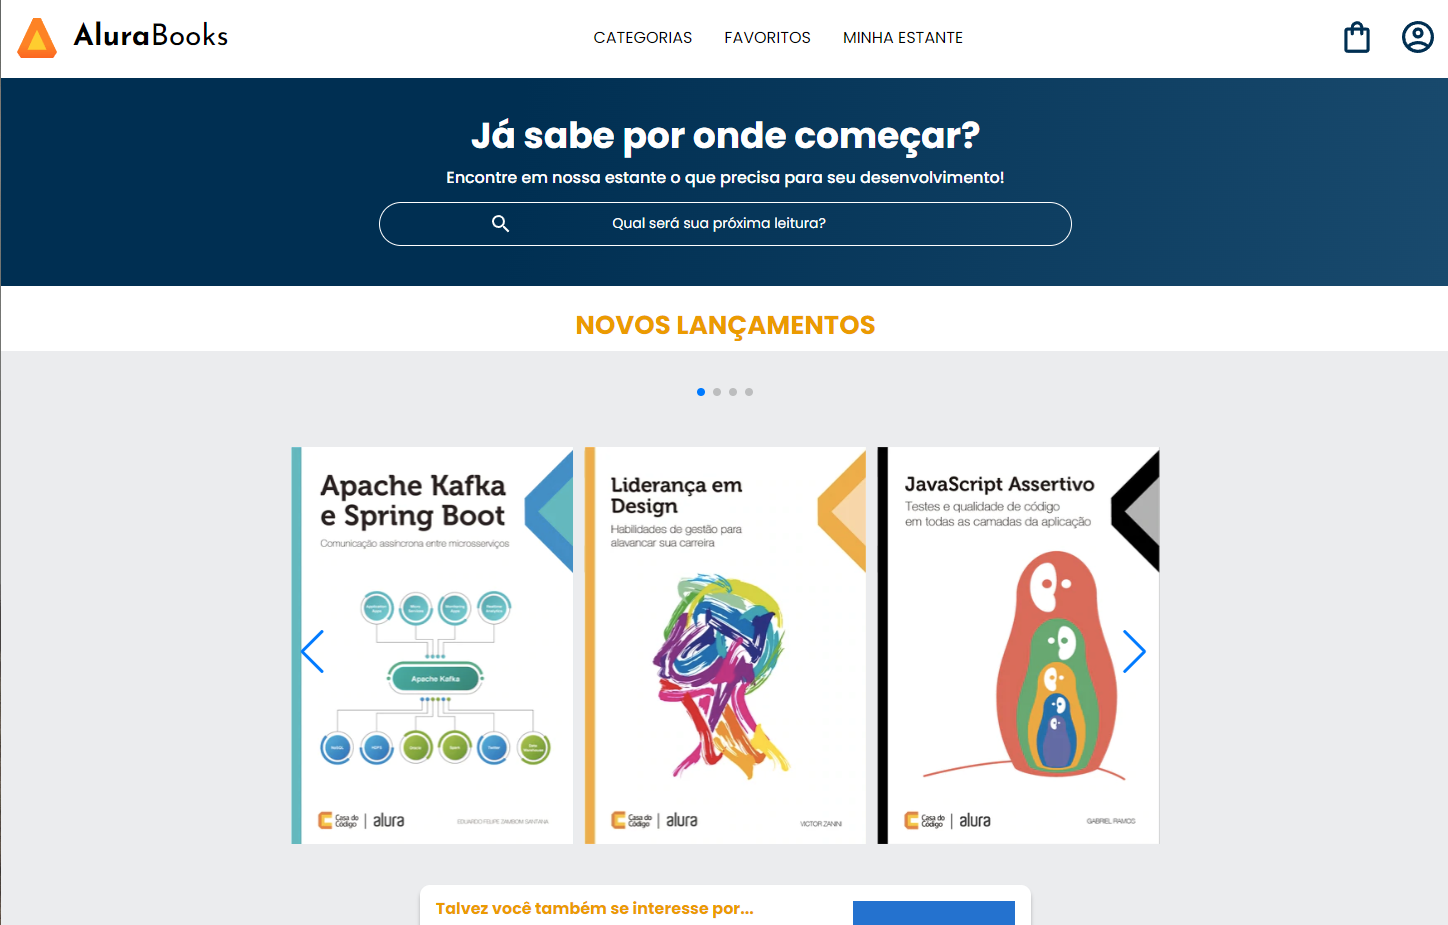 AluraBooks
CATEGORIAS
FAVORITOS
MINHA ESTANTE
Já sabe por onde começar?
Encontre em nossa estante o que precisa para seu desenvolvimento!
Qual será sua próxima leitura?
NOVOS LANÇAMENTOS
Apache Kafka
e Spring Boot
Comunicação assíncrona entre microsserviços
Apache Kafka
Casa do
Código
alura
EDUARDO FELIPE ZAMBOM SANTANA
Liderança em
Design
Habilidades de gestão para
alavancar sua carreira
Casa do
Código
alura
VICTOR ZANINI
JavaScript Assertivo
Testes e qualidade de código
em todas as camadas da aplicação
Casa do
Código
alura
GABRIEL RAMOS
Talvez você também se interesse por...